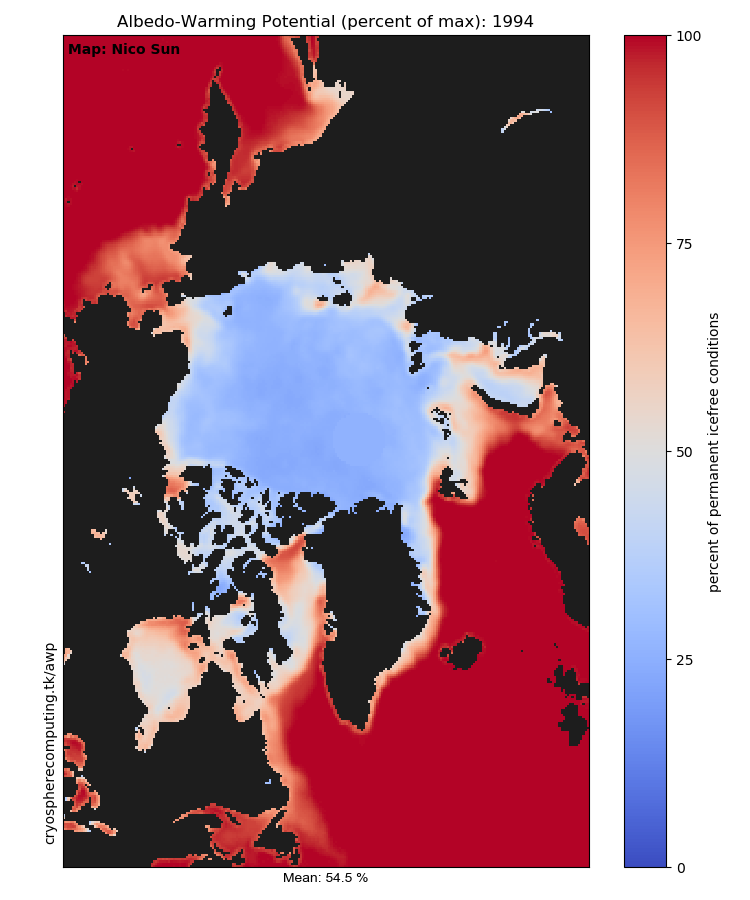 Albedo-Warming Potential (percent of max): 1994
Map: Nico Sun
100
75
50
25
0
percent of permanent icefree conditions
cryospherecomputing.tk/awp
Mean: 54.5 %